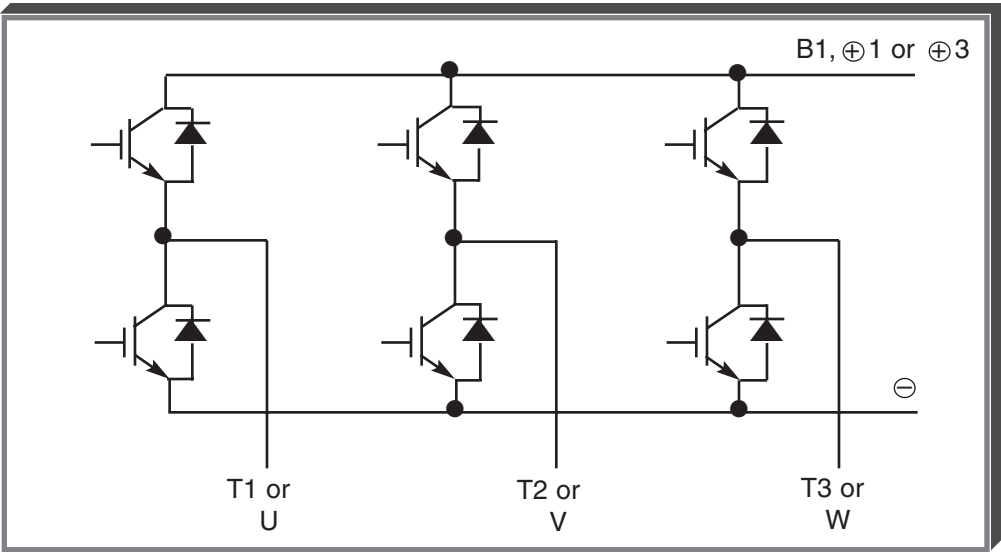 B1, ⊕1 or ⊕3
⊖
T1 or
U
T2 or
V
T3 or
W